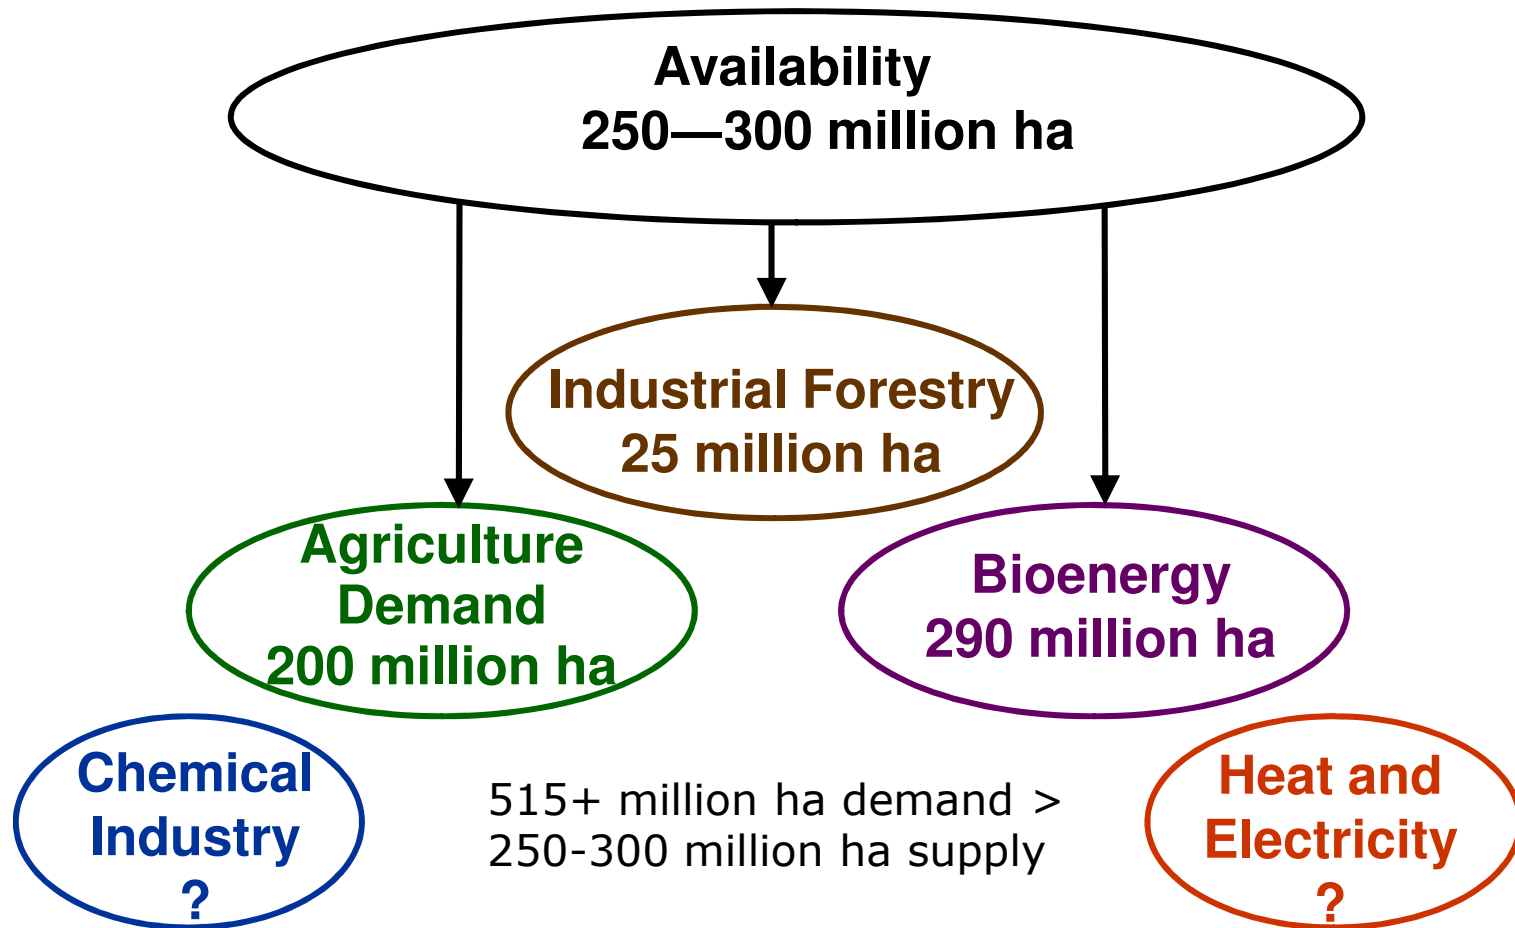 Availability
250—300 million ha
Industrial Forestry
25 million ha
Agriculture
Demand
200 million ha
Bioenergy
290 million ha
Chemical
Industry
?
515+ million ha demand >
250-300 million ha supply
Heat and
Electricity
?